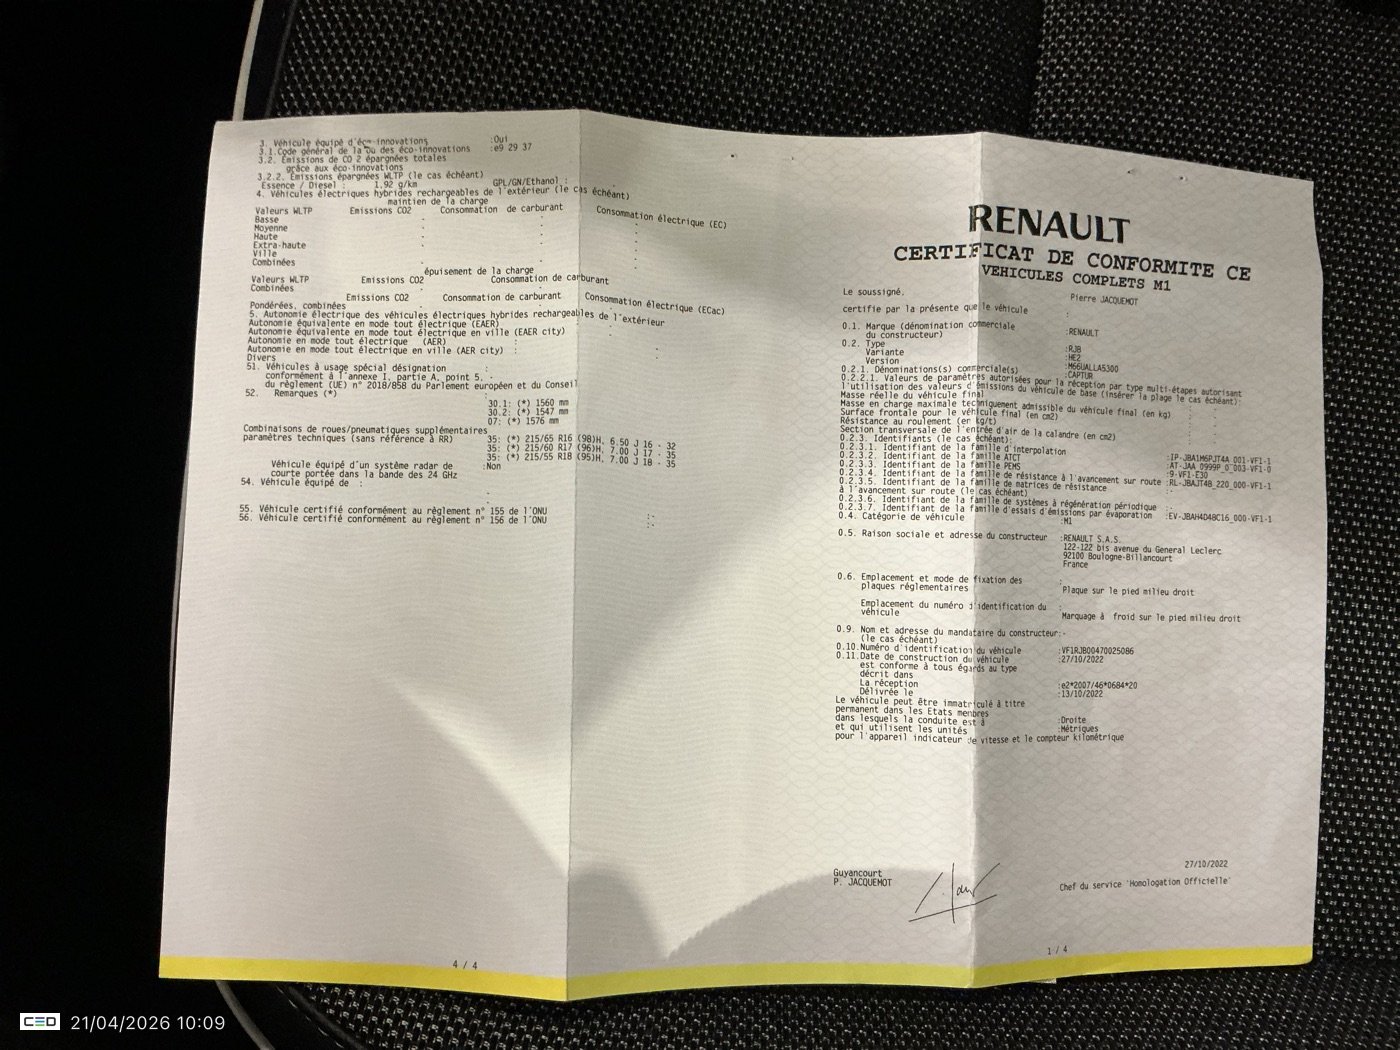 3. Véhicule équipé d'éco-innovations :Oui
3.1.Code général de la ou des éco-innovations :e9 29 37
3.2. Emissions de CO 2 épargnées totales
grâce aux éco-innovations
3.2.2. Emissions épargnées WLTP (le cas échéant)
Essence / Diesel : 1.92 g/km GPL/GN/Ethanol :
4. Véhicules électriques hybrides rechargeables de l'extérieur (le cas échéant)
maintien de la charge
Valeurs WLTP Emissions CO2 Consommation de carburant Consommation électrique (EC)
Basse
Moyenne
Haute
Extra-haute
Ville
Combinées
épuisement de la charge
Valeurs WLTP Emissions CO2 Consommation de carburant
Combinées
Emissions CO2 Consommation de carburant Consommation électrique (ECac)
Pondérées, combinées
5. Autonomie électrique des véhicules électriques hybrides rechargeables de l'extérieur
Autonomie équivalente en mode tout électrique (EAER)
Autonomie équivalente en mode tout électrique en ville (EAER city)
Autonomie en mode tout électrique (AER)
Autonomie en mode tout électrique en ville (AER city) :
Divers
51. Véhicules à usage spécial désignation :
conformément à l'annexe I, partie A, point 5. -
du règlement (UE) n° 2018/858 du Parlement européen et du Conseil
52. Remarques (*)
30.1: (*) 1560 mm
30.2: (*) 1547 mm
07: (*) 1576 mm
Combinaisons de roues/pneumatiques supplémentaires
paramètres techniques (sans référence à RR)
35: (*) 215/65 R16 (98)H, 6.50 J 16 - 32
35: (*) 215/60 R17 (96)H, 7.00 J 17 - 35
35: (*) 215/55 R18 (95)H, 7.00 J 18 - 35
Véhicule équipé d'un système radar de :Non
courte portée dans la bande des 24 GHz
54. Véhicule équipé de :
55. Véhicule certifié conformément au règlement n° 155 de l'ONU :-
56. Véhicule certifié conformément au règlement n° 156 de l'ONU :-
4 / 4
RENAULT
CERTIFICAT DE CONFORMITE CE
VEHICULES COMPLETS M1
Le soussigné, Pierre JACQUEMOT
certifie par la présente que le véhicule :
0.1. Marque (dénomination commerciale
du constructeur) :RENAULT
0.2. Type :RJB
Variante :HE2
Version :M66UALLA5300
0.2.1. Dénominations(s) commerciale(s) :CAPTUR
0.2.2.1. Valeurs de paramètres autorisées pour la réception par type multi-étapes autorisant
l'utilisation des valeurs d'émissions du véhicule de base (insérer la plage le cas échéant):
Masse réelle du véhicule final
Masse en charge maximale techniquement admissible du véhicule final (en kg)
Surface frontale pour le véhicule final (en cm2)
Résistance au roulement (en kg/t)
Section transversale de l'entrée d'air de la calandre (en cm2)
0.2.3. Identifiants (le cas échéant):
0.2.3.1. Identifiant de la famille d'interpolation :IP-JBA1M6PJT4A_001-VF1-1
0.2.3.2. Identifiant de la famille ATCT :AT-JAA_0999P_0_003-VF1-0
0.2.3.3. Identifiant de la famille PEMS :9-VF1-E30
0.2.3.4. Identifiant de la famille de résistance à l'avancement sur route :RL-JBAJT4B_220_000-VF1-1
0.2.3.5. Identifiant de la famille de matrices de résistance
à l'avancement sur route (le cas échéant) :-
0.2.3.6. Identifiant de la famille de systèmes à régénération périodique :-
0.2.3.7. Identifiant de la famille d'essais d'émissions par évaporation :EV-JBAH4D48C16_000-VF1-1
0.4. Catégorie de véhicule :M1
0.5. Raison sociale et adresse du constructeur :RENAULT S.A.S.
122-122 bis avenue du General Leclerc
92100 Boulogne-Billancourt
France
0.6. Emplacement et mode de fixation des :
plaques réglementaires Plaque sur le pied milieu droit
Emplacement du numéro d'identification du :
véhicule Marquage à froid sur le pied milieu droit
0.9. Nom et adresse du mandataire du constructeur:-
(le cas échéant)
0.10.Numéro d'identification du véhicule :VF1RJB00470025086
0.11.Date de construction du véhicule :27/10/2022
est conforme à tous égards au type
décrit dans
La réception :e2*2007/46*0684*20
Délivrée le :13/10/2022
Le véhicule peut être immatriculé à titre
permanent dans les Etats membres
dans lesquels la conduite est à :Droite
et qui utilisent les unités :Métriques
pour l'appareil indicateur de vitesse et le compteur kilométrique
27/10/2022
Guyancourt
P. JACQUEMOT
Chef du service 'Homologation Officielle'
1 / 4
CED 21/04/2026 10:09